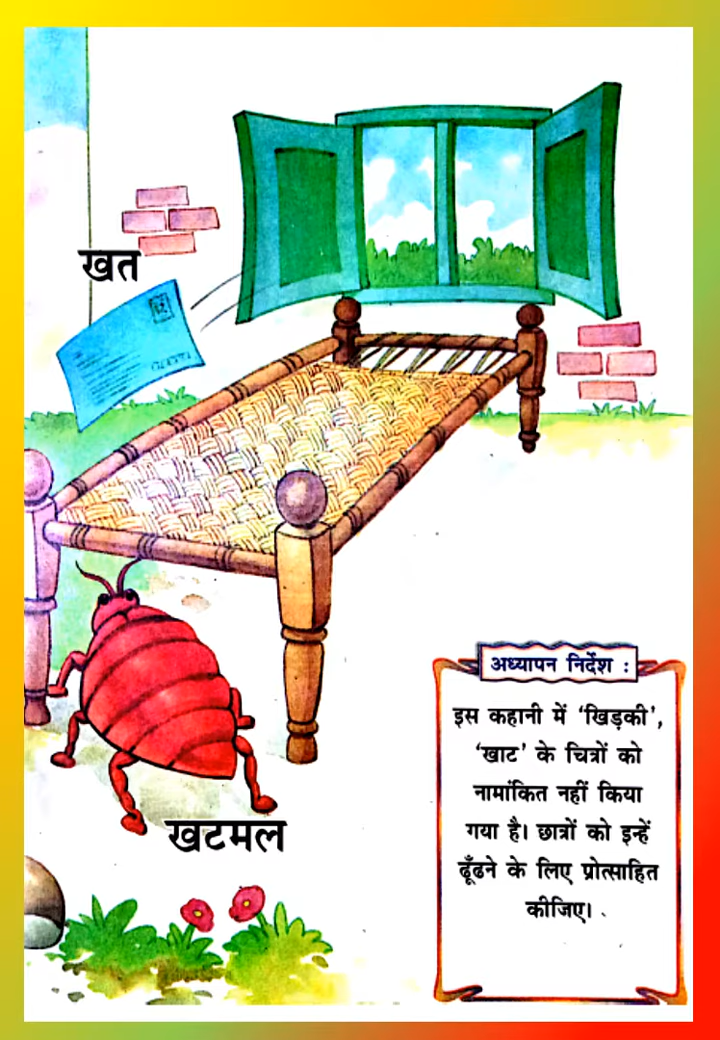 खत
खटमल
अध्यापन निर्देश :
इस कहानी में ‘खिड़की’,
‘खाट’ के चित्रों को
नामांकित नहीं किया
गया है। छात्रों को इन्हें
ढूँढने के लिए प्रोत्साहित
कीजिए।